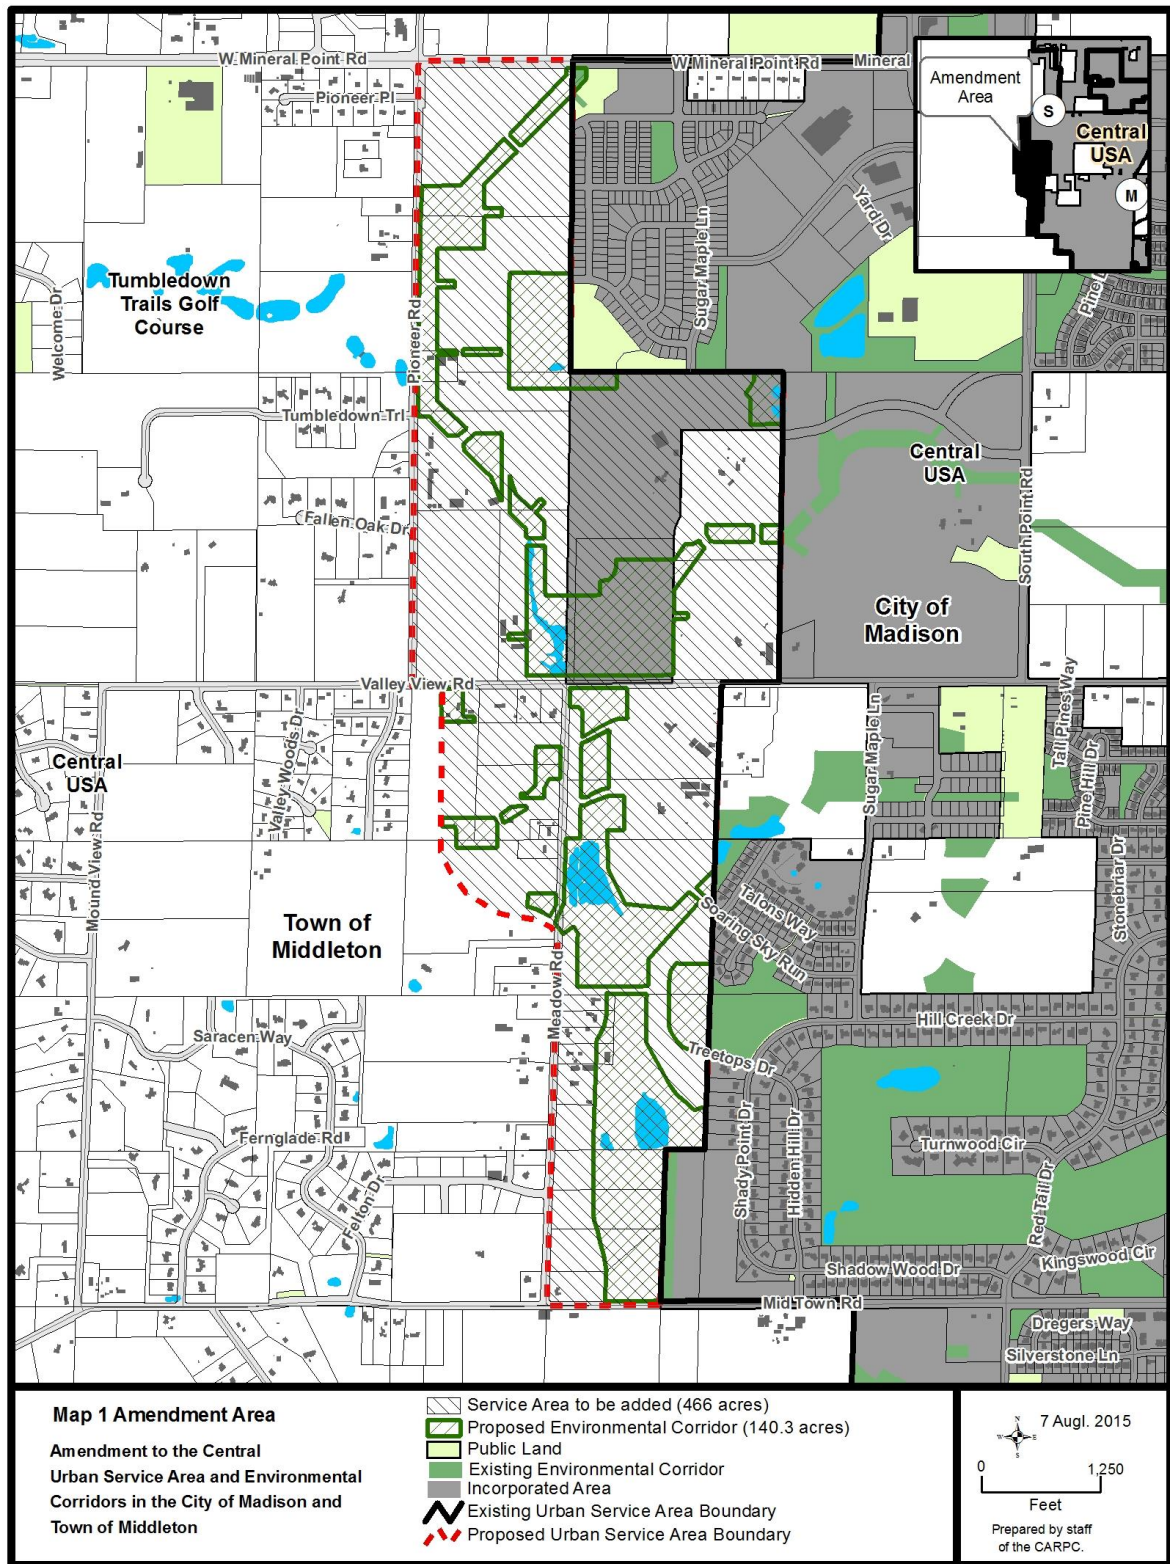 W Mineral Point Rd
W Mineral Point Rd
Mineral
Pioneer Pl
Amendment
Area
S
Central
USA
M
Yard Dr
Sugar Maple Ln
Pine L
Welcome Dr
Tumbledown
Trails Golf
Course
Pioneer Rd
Tumbledown Trl
Central
USA
South Point Rd
Fallen Oak Dr
City of
Madison
Valley View Rd
Valley Woods Dr
Central
USA
Mound View Rd
Sugar Maple Ln
Tall Pines Way
Pine Hill Dr
Stonebriar Dr
Talons Way
Soaring Sky Run
Town of
Middleton
Meadow Rd
Saracen Way
Hill Creek Dr
Treetops Dr
Fernglade Rd
Felton Dr
Shady Point Dr
Hidden Hill Dr
Turnwood Cir
Red Tail Dr
Shadow Wood Dr
Kingswood Cir
Mid Town Rd
Dregers Way
Silverstone Ln
Map 1 Amendment Area
Amendment to the Central
Urban Service Area and Environmental
Corridors in the City of Madison and
Town of Middleton
Service Area to be added (466 acres)
Proposed Environmental Corridor (140.3 acres)
Public Land
Existing Environmental Corridor
Incorporated Area
Existing Urban Service Area Boundary
Proposed Urban Service Area Boundary
N
W E
S
7 Augl. 2015
0 1,250
Feet
Prepared by staff
of the CARPC.